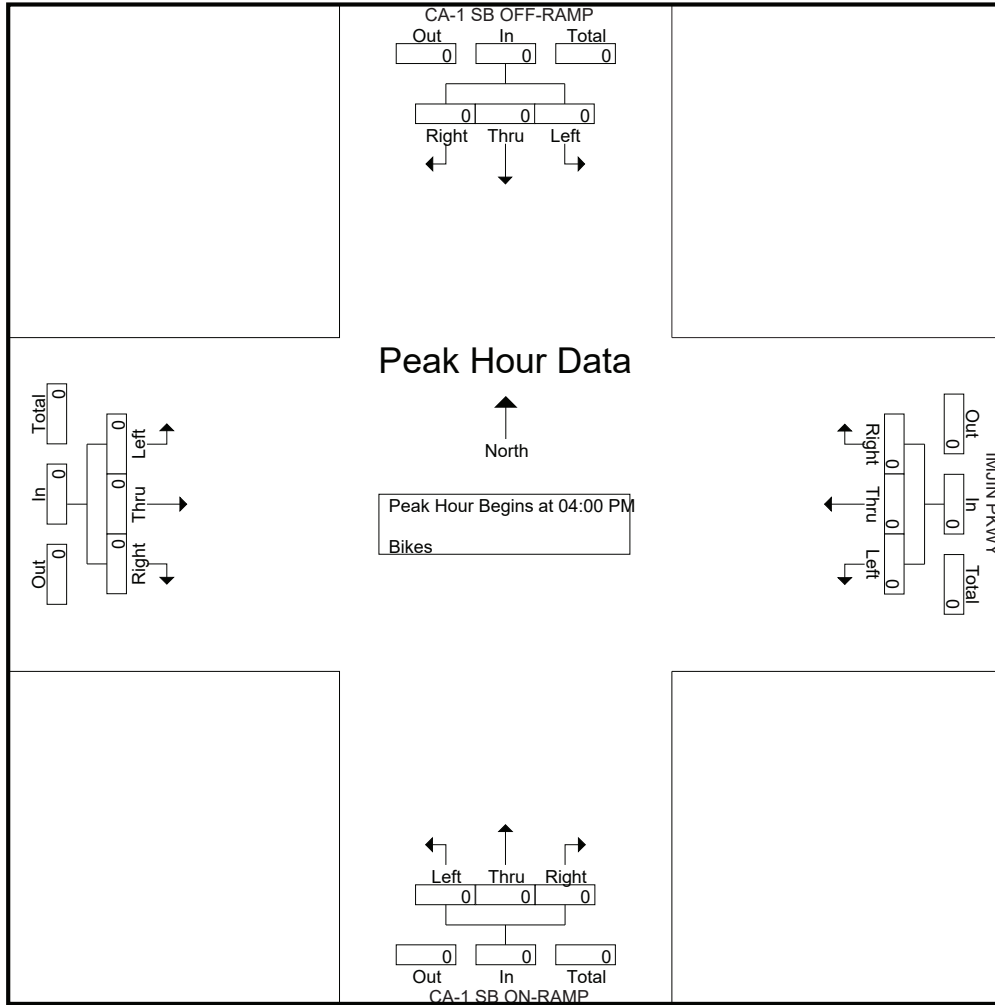 CA-1 SB OFF-RAMP
Out In Total
0 0 0
0 0 0
Right Thru Left
Peak Hour Data
North
Peak Hour Begins at 04:00 PM
Bikes
Total In Out
0 0 0
0 0 0
Left Thru Right
IMJIN PKWY
Out In Total
0 0 0
0 0 0
Right Thru Left
Left Thru Right
0 0 0
0 0 0
Out In Total
CA-1 SB ON-RAMP